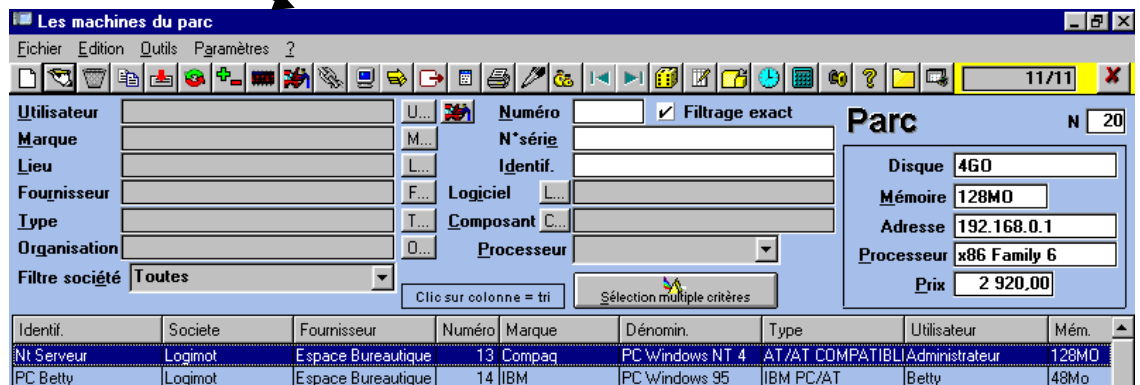 Les machines du parc
Fichier Edition Outils Paramètres ?
11/11
Utilisateur U... Numéro Filtrage exact Parc N 20
Marque M... N°série
Lieu L... Identif. Disque 4GO
Fournisseur F... Logiciel L... Mémoire 128MO
Type T... Composant C... Adresse 192.168.0.1
Organisation O... Processeur Processeur x86 Family 6
Filtre société Toutes Clic sur colonne = tri Sélection multiple critères Prix 2 920,00
Identif. Societe Fournisseur Numéro Marque Dénomin. Type Utilisateur Mém.
Nt Serveur Logimot Espace Bureautique 13 Compaq PC Windows NT 4 AT/AT COMPATIBLI Administrateur 128MO
PC Betty Logimot Espace Bureautique 14 IBM PC Windows 95 IBM PC/AT Betty 48Mo